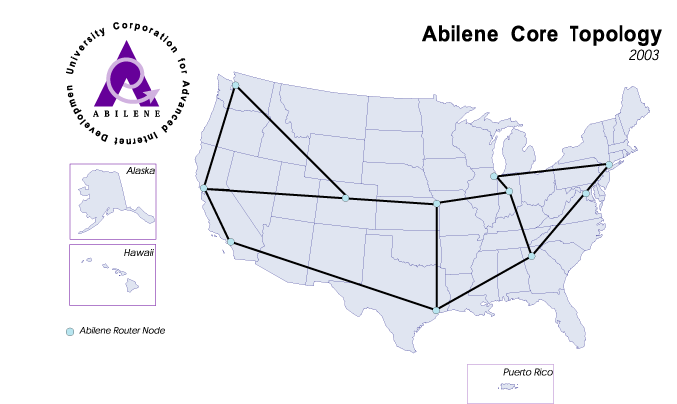 Abilene Core Topology
2003
University Corporation for Advanced Internet Development
ABILENE
Alaska
Hawaii
Abilene Router Node
Puerto Rico